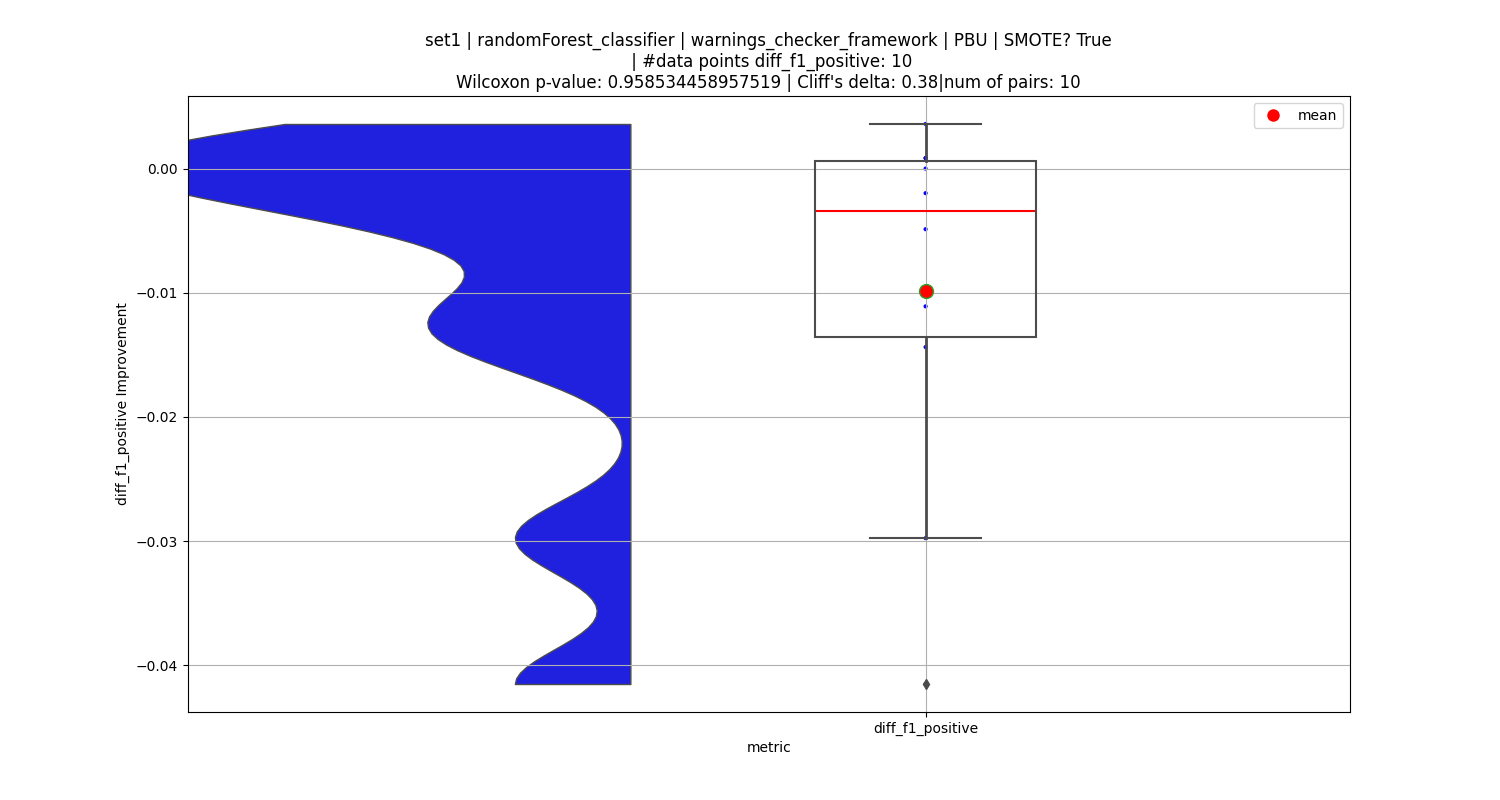 set1 | randomForest_classifier | warnings_checker_framework | PBU | SMOTE? True
| #data points diff_f1_positive: 10
Wilcoxon p-value: 0.958534458957519 | Cliff's delta: 0.38|num of pairs: 10
mean
0.00
−0.01
−0.02
−0.03
−0.04
diff_f1_positive Improvement
diff_f1_positive
metric